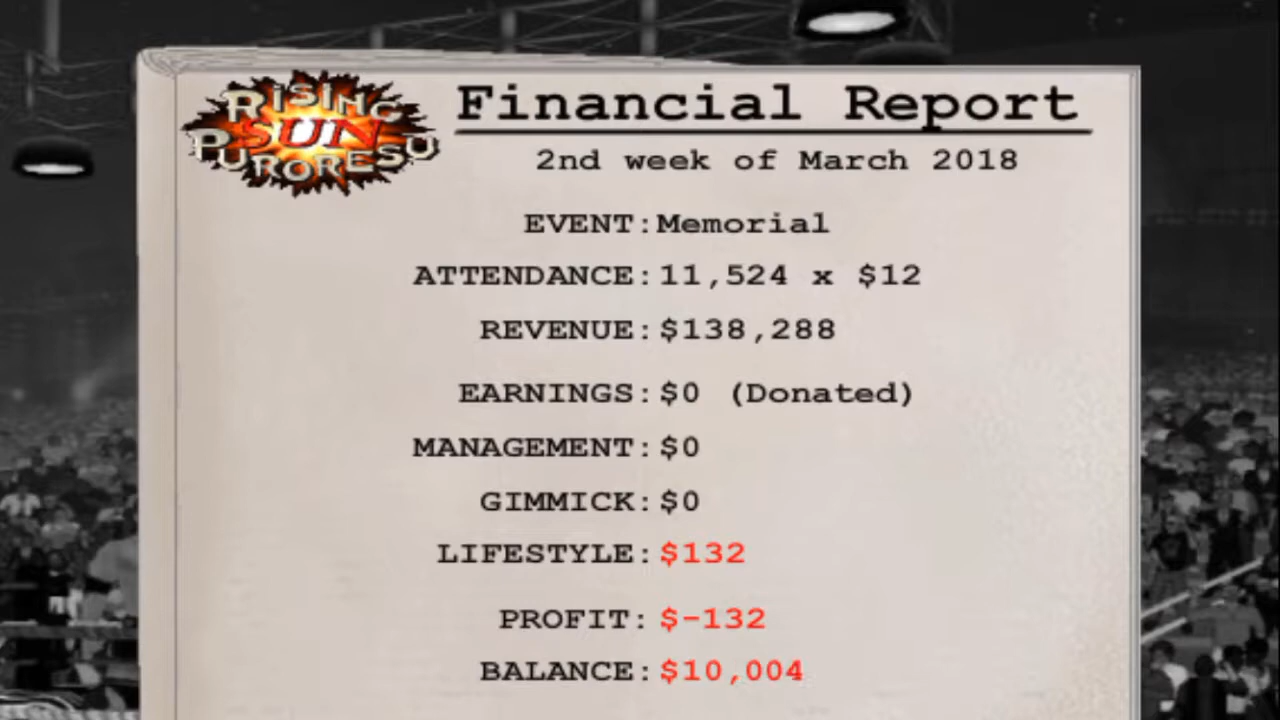 RISING
SUN
PURORESU
Financial Report
2nd week of March 2018
EVENT:Memorial
ATTENDANCE:11,524 x $12
REVENUE:$138,288
EARNINGS:$0 (Donated)
MANAGEMENT:$0
GIMMICK:$0
LIFESTYLE:$132
PROFIT:$-132
BALANCE:$10,004